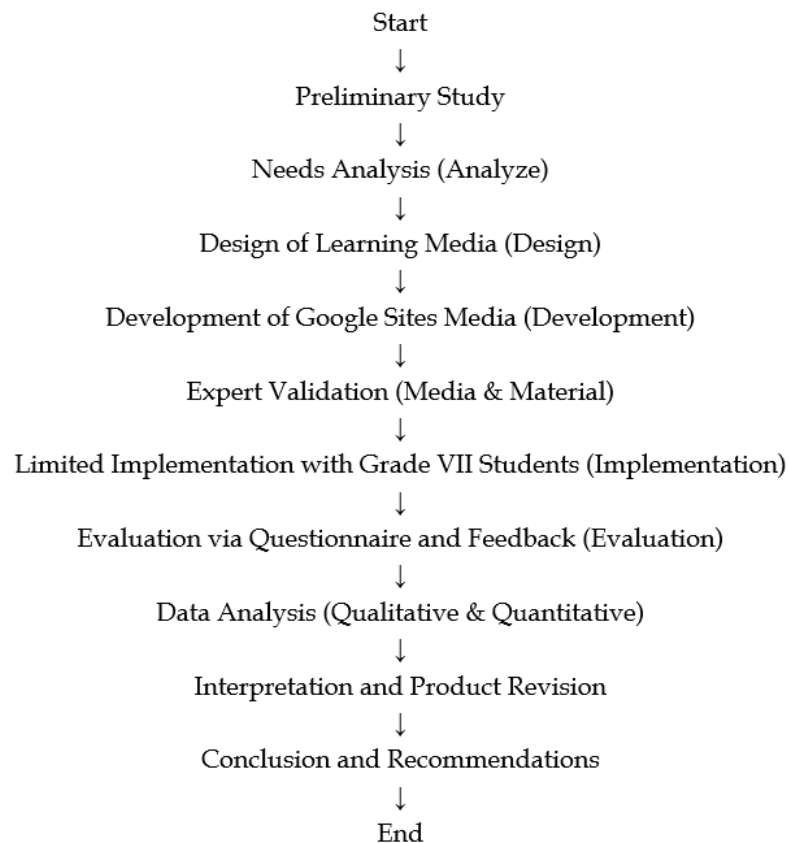 Start
↓
Preliminary Study
↓
Needs Analysis (Analyze)
↓
Design of Learning Media (Design)
↓
Development of Google Sites Media (Development)
↓
Expert Validation (Media & Material)
↓
Limited Implementation with Grade VII Students (Implementation)
↓
Evaluation via Questionnaire and Feedback (Evaluation)
↓
Data Analysis (Qualitative & Quantitative)
↓
Interpretation and Product Revision
↓
Conclusion and Recommendations
↓
End